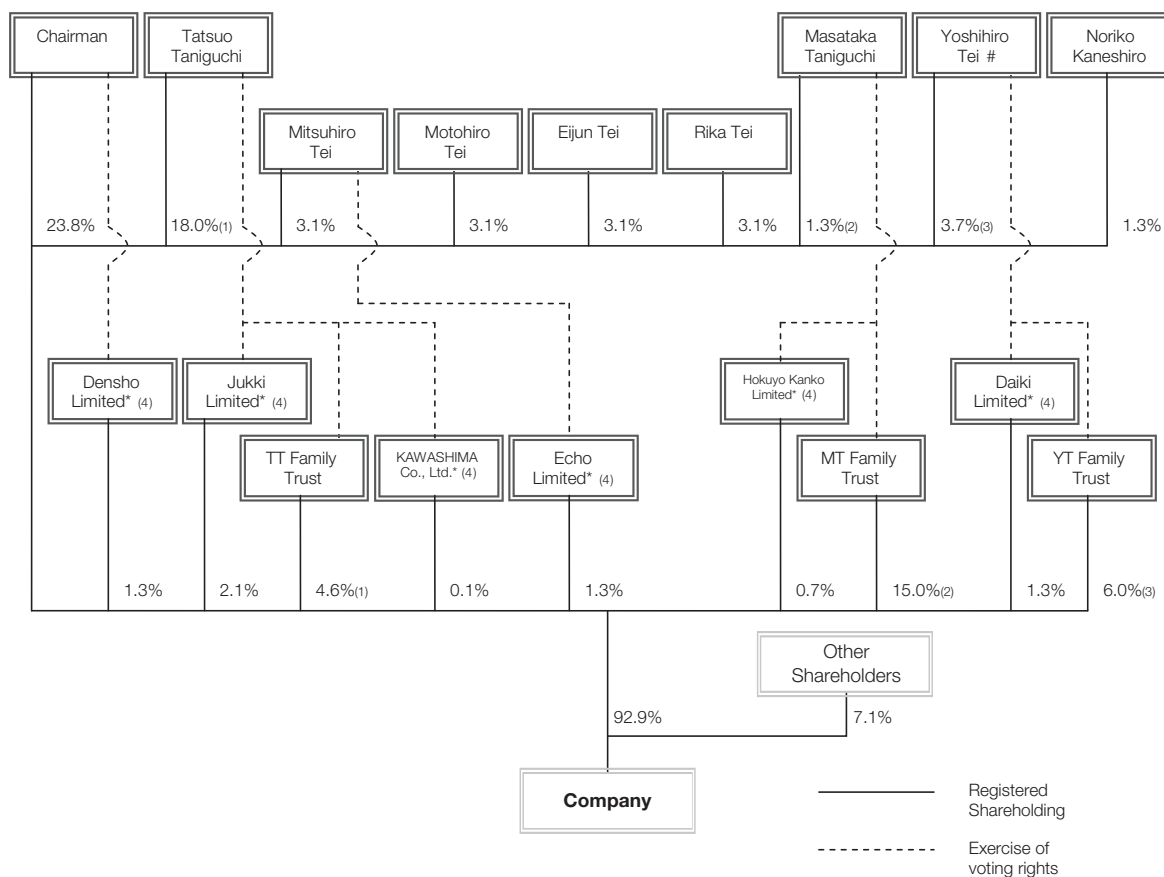 Chairman
Tatsuo
Taniguchi
Masataka
Taniguchi
Yoshihiro
Tei #
Noriko
Kaneshiro
Mitsuhiro
Tei
Motohiro
Tei
Eijun Tei
Rika Tei
23.8%
18.0%(1)
3.1%
3.1%
3.1%
3.1%
1.3%(2)
3.7%(3)
1.3%
Densho
Limited* (4)
Jukki
Limited* (4)
Hokuyo Kanko
Limited* (4)
Daiki
Limited* (4)
TT Family
Trust
KAWASHIMA
Co., Ltd.* (4)
Echo
Limited* (4)
MT Family
Trust
YT Family
Trust
1.3%
2.1%
4.6%(1)
0.1%
1.3%
0.7%
15.0%(2)
1.3%
6.0%(3)
Other
Shareholders
92.9%
7.1%
Company
Registered
Shareholding
Exercise of
voting rights